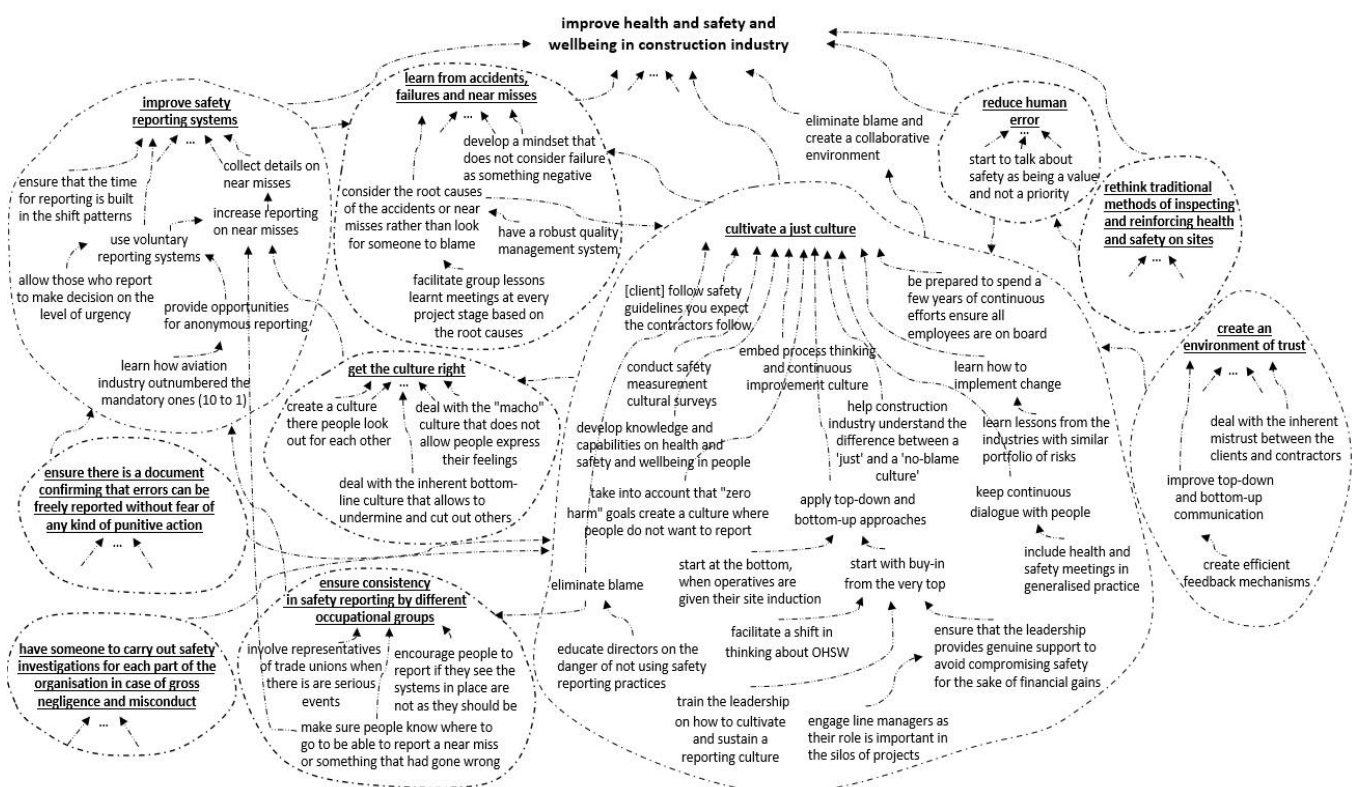 improve health and safety and
wellbeing in construction industry
improve safety
reporting systems
...
ensure that the time
for reporting is built
in the shift patterns
collect details on
near misses
increase reporting
on near misses
use voluntary
reporting systems
allow those who report
to make decision on the
level of urgency
provide opportunities
for anonymous reporting
learn how aviation
industry outnumbered the
mandatory ones (10 to 1)
learn from accidents,
failures and near misses
...
develop a mindset that
does not consider failure
as something negative
consider the root causes
of the accidents or near
misses rather than look
for someone to blame
have a robust quality
management system
facilitate group lessons
learnt meetings at every
project stage based on
the root causes
...
eliminate blame and
create a collaborative
environment
reduce human
error
...
start to talk about
safety as being a value
and not a priority
rethink traditional
methods of inspecting
and reinforcing health
and safety on sites
...
create an
environment of trust
...
deal with the inherent
mistrust between the
clients and contractors
improve top-down
and bottom-up
communication
create efficient
feedback mechanisms
get the culture right
...
create a culture
there people look
out for each other
deal with the "macho"
culture that does not
allow people express
their feelings
deal with the inherent bottom-
line culture that allows to
undermine and cut out others
ensure there is a document
confirming that errors can be
freely reported without fear of
any kind of punitive action
...
have someone to carry out safety
investigations for each part of the
organisation in case of gross
negligence and misconduct
...
ensure consistency
in safety reporting by different
occupational groups
involve representatives
of trade unions when
there is are serious
events
encourage people to
report if they see the
systems in place are
not as they should be
make sure people know where to
go to be able to report a near miss
or something that had gone wrong
cultivate a just culture
[client] follow safety
guidelines you expect
the contractors follow
conduct safety
measurement
cultural surveys
develop knowledge and
capabilities on health and
safety and wellbeing in people
take into account that "zero
harm" goals create a culture where
people do not want to report
embed process thinking
and continuous
improvement culture
be prepared to spend a
few years of continuous
efforts ensure all
employees are on board
learn how to
implement change
help construction
industry understand the
difference between a
'just' and a 'no-blame
culture'
learn lessons from the
industries with similar
portfolio of risks
apply top-down and
bottom-up approaches
keep continuous
dialogue with people
include health and
safety meetings in
generalised practice
eliminate blame
start at the bottom,
when operatives are
given their site induction
start with buy-in
from the very top
educate directors on the
danger of not using safety
reporting practices
facilitate a shift in
thinking about OHSW
ensure that the leadership
provides genuine support to
avoid compromising safety
for the sake of financial gains
train the leadership
on how to cultivate
and sustain a
reporting culture
engage line managers as
their role is important in
the silos of projects